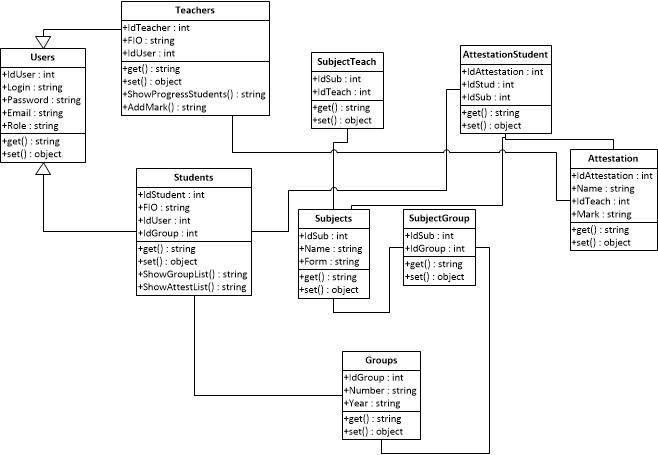 Teachers
+IdTeacher : int
+FIO : string
+IdUser : int
+get() : string
+set() : object
+ShowProgressStudents() : string
+AddMark() : string
Users
+IdUser : int
+Login : string
+Password : string
+Email : string
+Role : string
+get() : string
+set() : object
SubjectTeach
+IdSub : int
+IdTeach : int
+get() : string
+set() : object
AttestationStudent
+IdAttestation : int
+IdStud : int
+IdSub : int
+get() : string
+set() : object
Attestation
+IdAttestation : int
+Name : string
+IdTeach : int
+Mark : string
+get() : string
+set() : object
Students
+IdStudent : int
+FIO : string
+IdUser : int
+IdGroup : int
+get() : string
+set() : object
+ShowGroupList() : string
+ShowAttestList() : string
Subjects
+IdSub : int
+Name : string
+Form : string
+get() : string
+set() : object
SubjectGroup
+IdSub : int
+IdGroup : int
+get() : string
+set() : object
Groups
+IdGroup : int
+Number : string
+Year : string
+get() : string
+set() : object